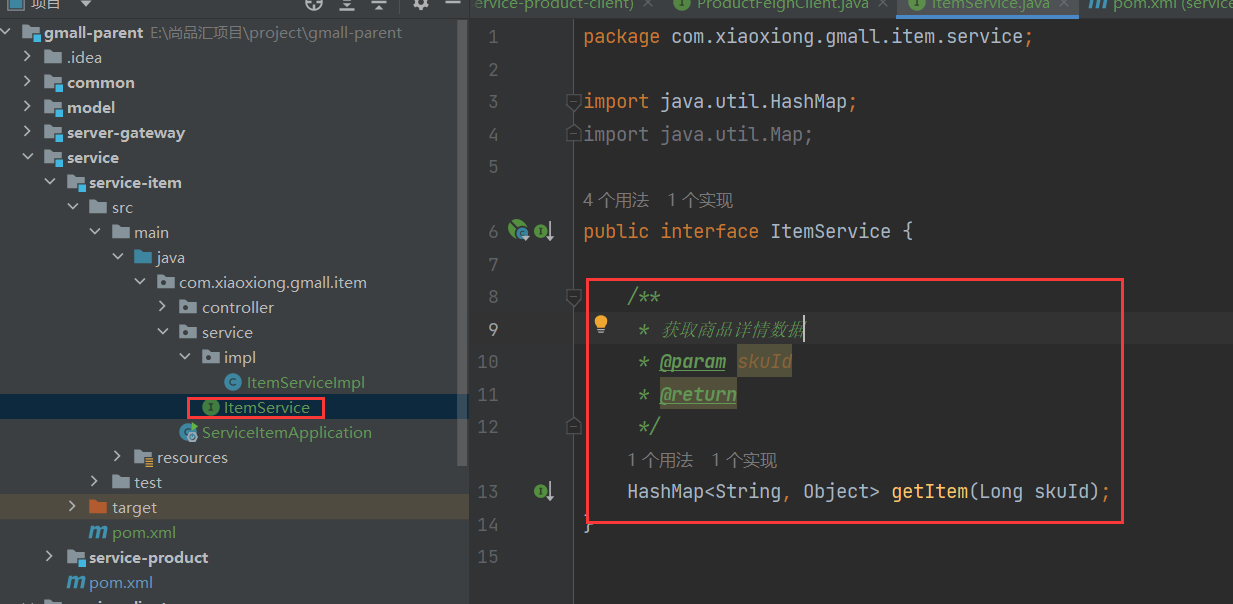 项目
gmall-parent E:\尚品汇项目\project\gmall-parent
.idea
common
model
server-gateway
service
service-item
src
main
java
com.xiaoxiong.gmall.item
controller
service
impl
ItemServiceImpl
ItemService
ServiceItemApplication
resources
test
target
pom.xml
service-product
pom.xml
ervice-product-client) ProductFeignClient.java ItemService.java pom.xml (service
1 package com.xiaoxiong.gmall.item.service;
2
3 import java.util.HashMap;
4 import java.util.Map;
5
4 个用法 1 个实现
6 public interface ItemService {
7
8 /**
9 * 获取商品详情数据
10 * @param skuId
11 * @return
12 */
1 个用法 1 个实现
13 HashMap<String, Object> getItem(Long skuId);
14 }
15